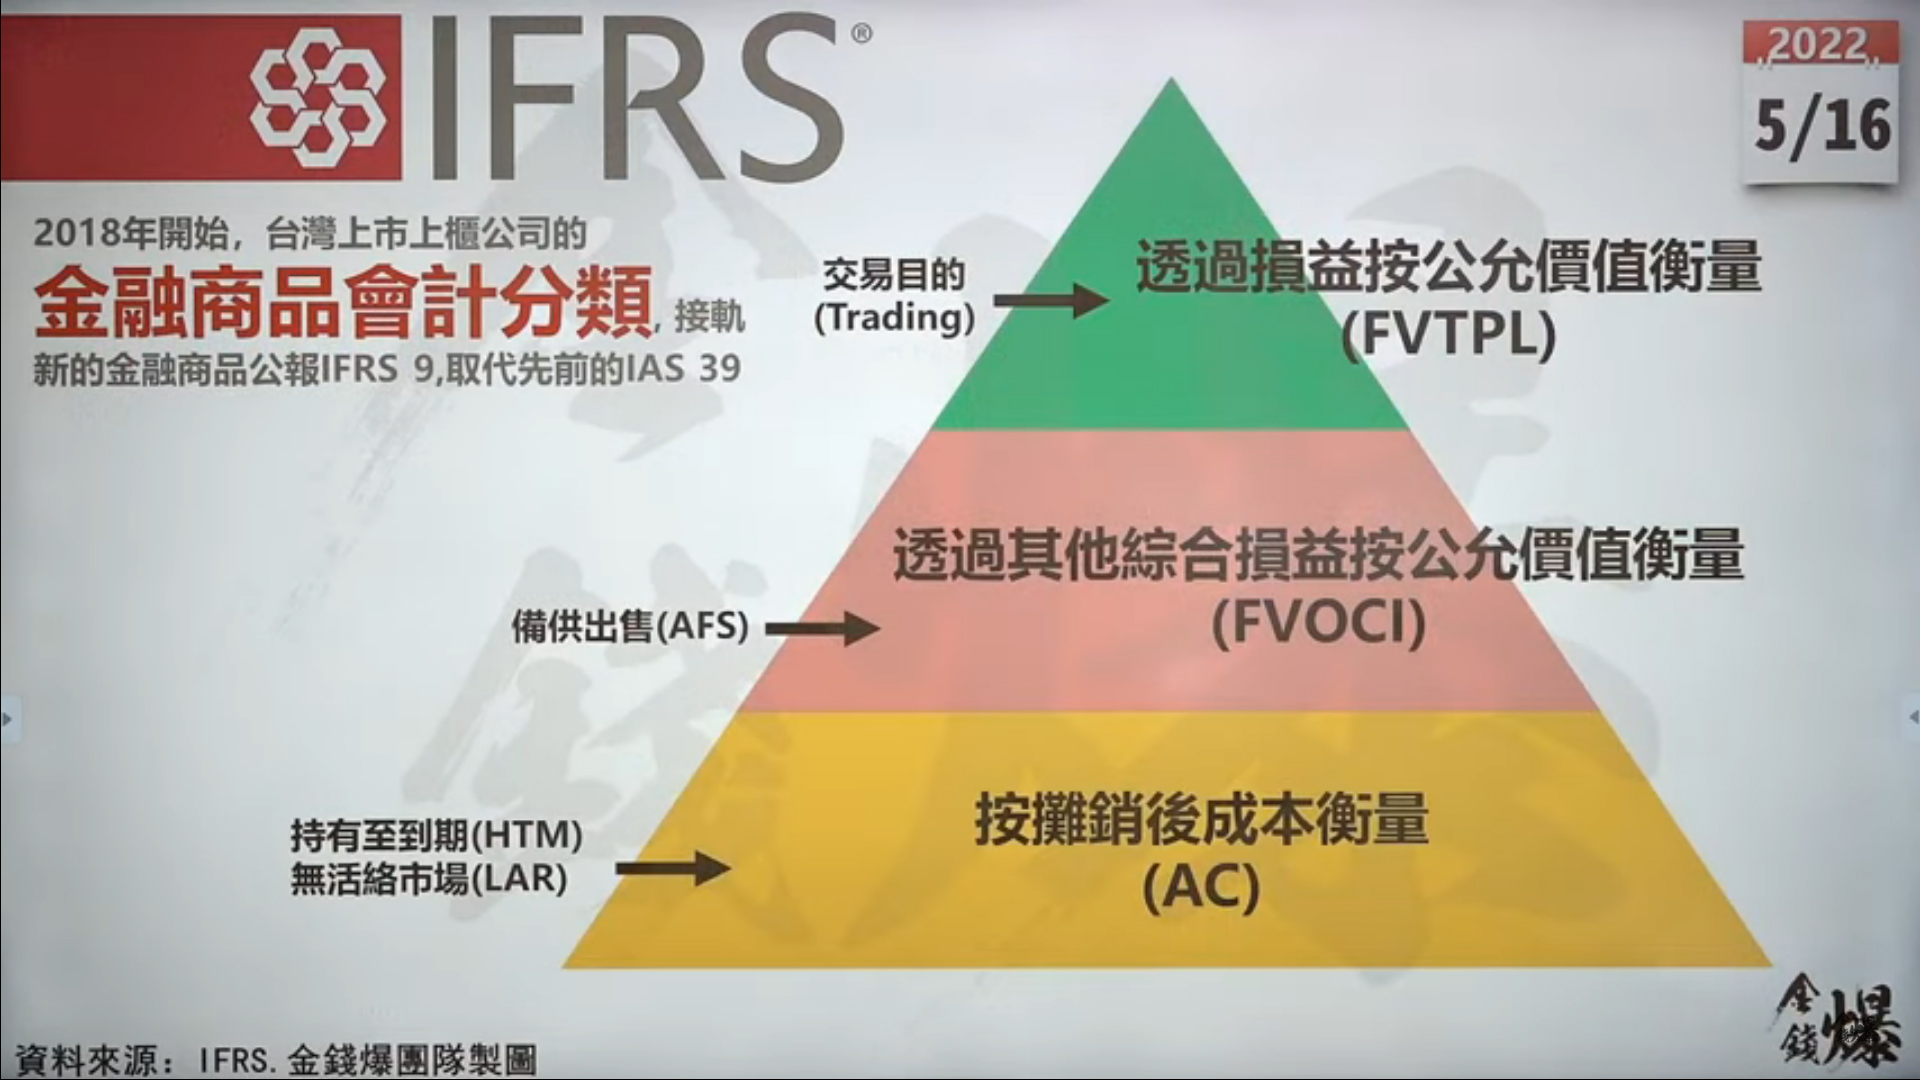 IFRS®
2022
5/16
2018年開始，台灣上市上櫃公司的
金融商品會計分類，接軌
新的金融商品公報IFRS 9,取代先前的IAS 39
交易目的
(Trading)
透過損益按公允價值衡量
(FVTPL)
透過其他綜合損益按公允價值衡量
(FVOCI)
備供出售(AFS)
持有至到期(HTM)
無活絡市場(LAR)
按攤銷後成本衡量
(AC)
資料來源：IFRS.金錢爆團隊製圖
金錢爆